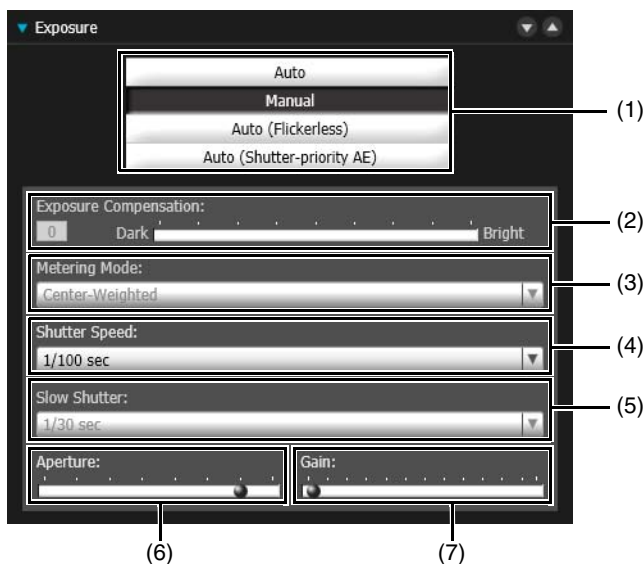 Exposure
Auto
Manual
Auto (Flickerless)
Auto (Shutter-priority AE)
(1)
Exposure Compensation:
0 Dark Bright
(2)
Metering Mode:
Center-Weighted
(3)
Shutter Speed:
1/100 sec
(4)
Slow Shutter:
1/30 sec
(5)
Aperture: Gain:
(6) (7)